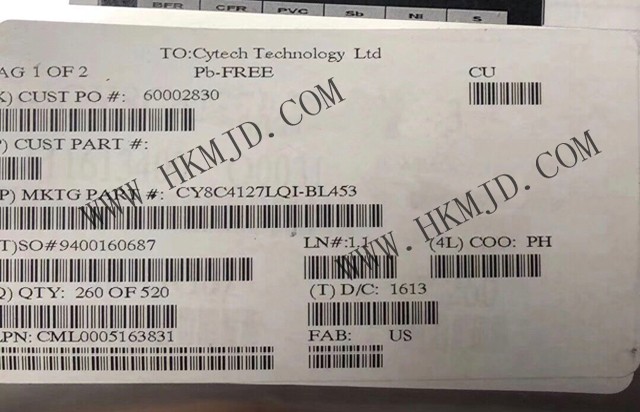 BFR CFR PVC Sb Ni S
TO:Cytech Technology Ltd
AG 1 OF 2 Pb-FREE CU
K) CUST PO #: 60002830
P) CUST PART #:
P) MKTG PART #: CY8C4127LQI-BL453
T)SO#9400160687 LN#:1.1 (4L) COO: PH
Q) QTY: 260 OF 520 (T) D/C: 1613
LPN: CML0005163831 FAB: US
WWW.HKMJD.COM
WWW.HKMJD.COM